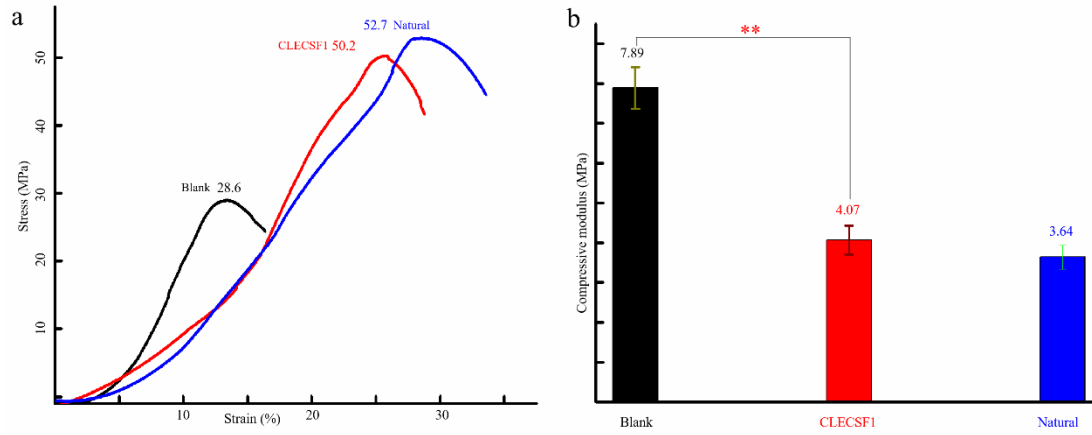 a
52.7 Natural
CLECSF1 50.2
Blank 28.6
Stress (MPa)
50
40
30
20
10
10
20
30
Strain (%)
b
**
7.89
4.07
3.64
Compressive modulus (MPa)
Blank
CLECSF1
Natural